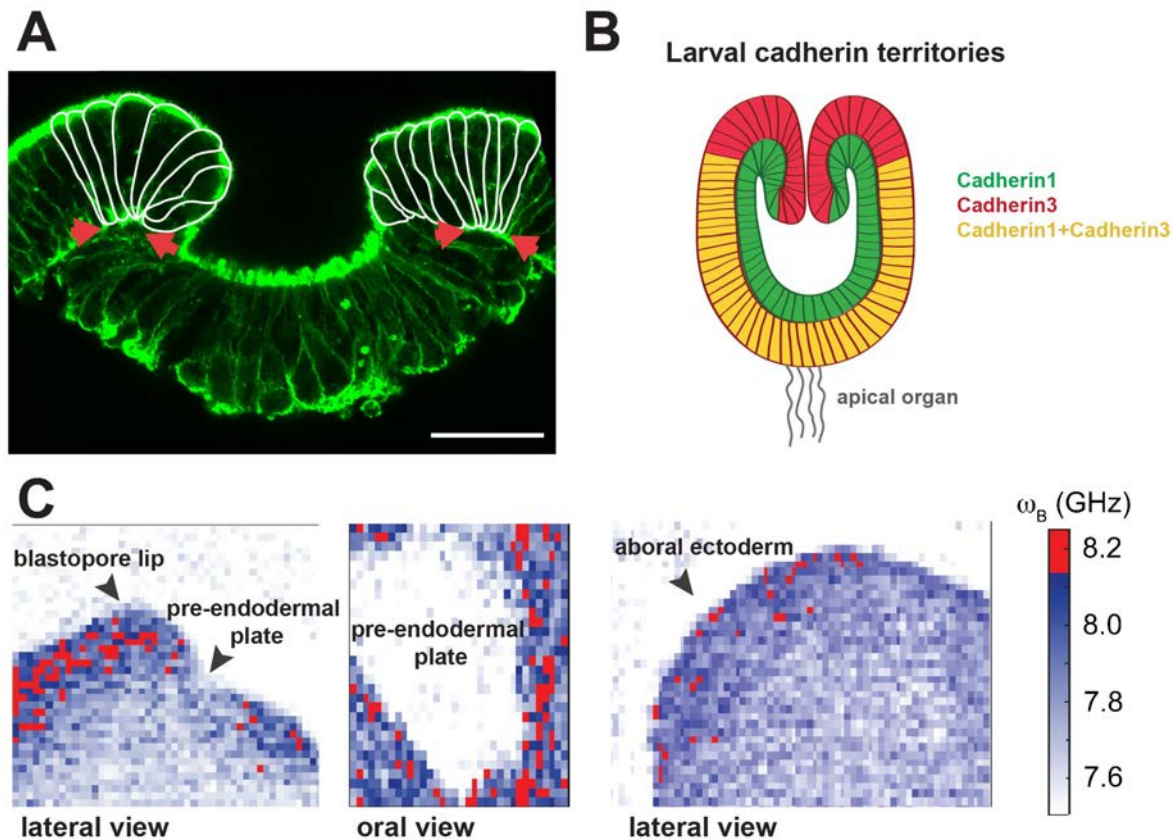 A
B
Larval cadherin territories
Cadherin1
Cadherin3
Cadherin1+Cadherin3
apical organ
C
blastopore lip
pre-endodermal
plate
lateral view
pre-endodermal
plate
oral view
aboral ectoderm
lateral view
ωB (GHz)
8.2
8.0
7.8
7.6